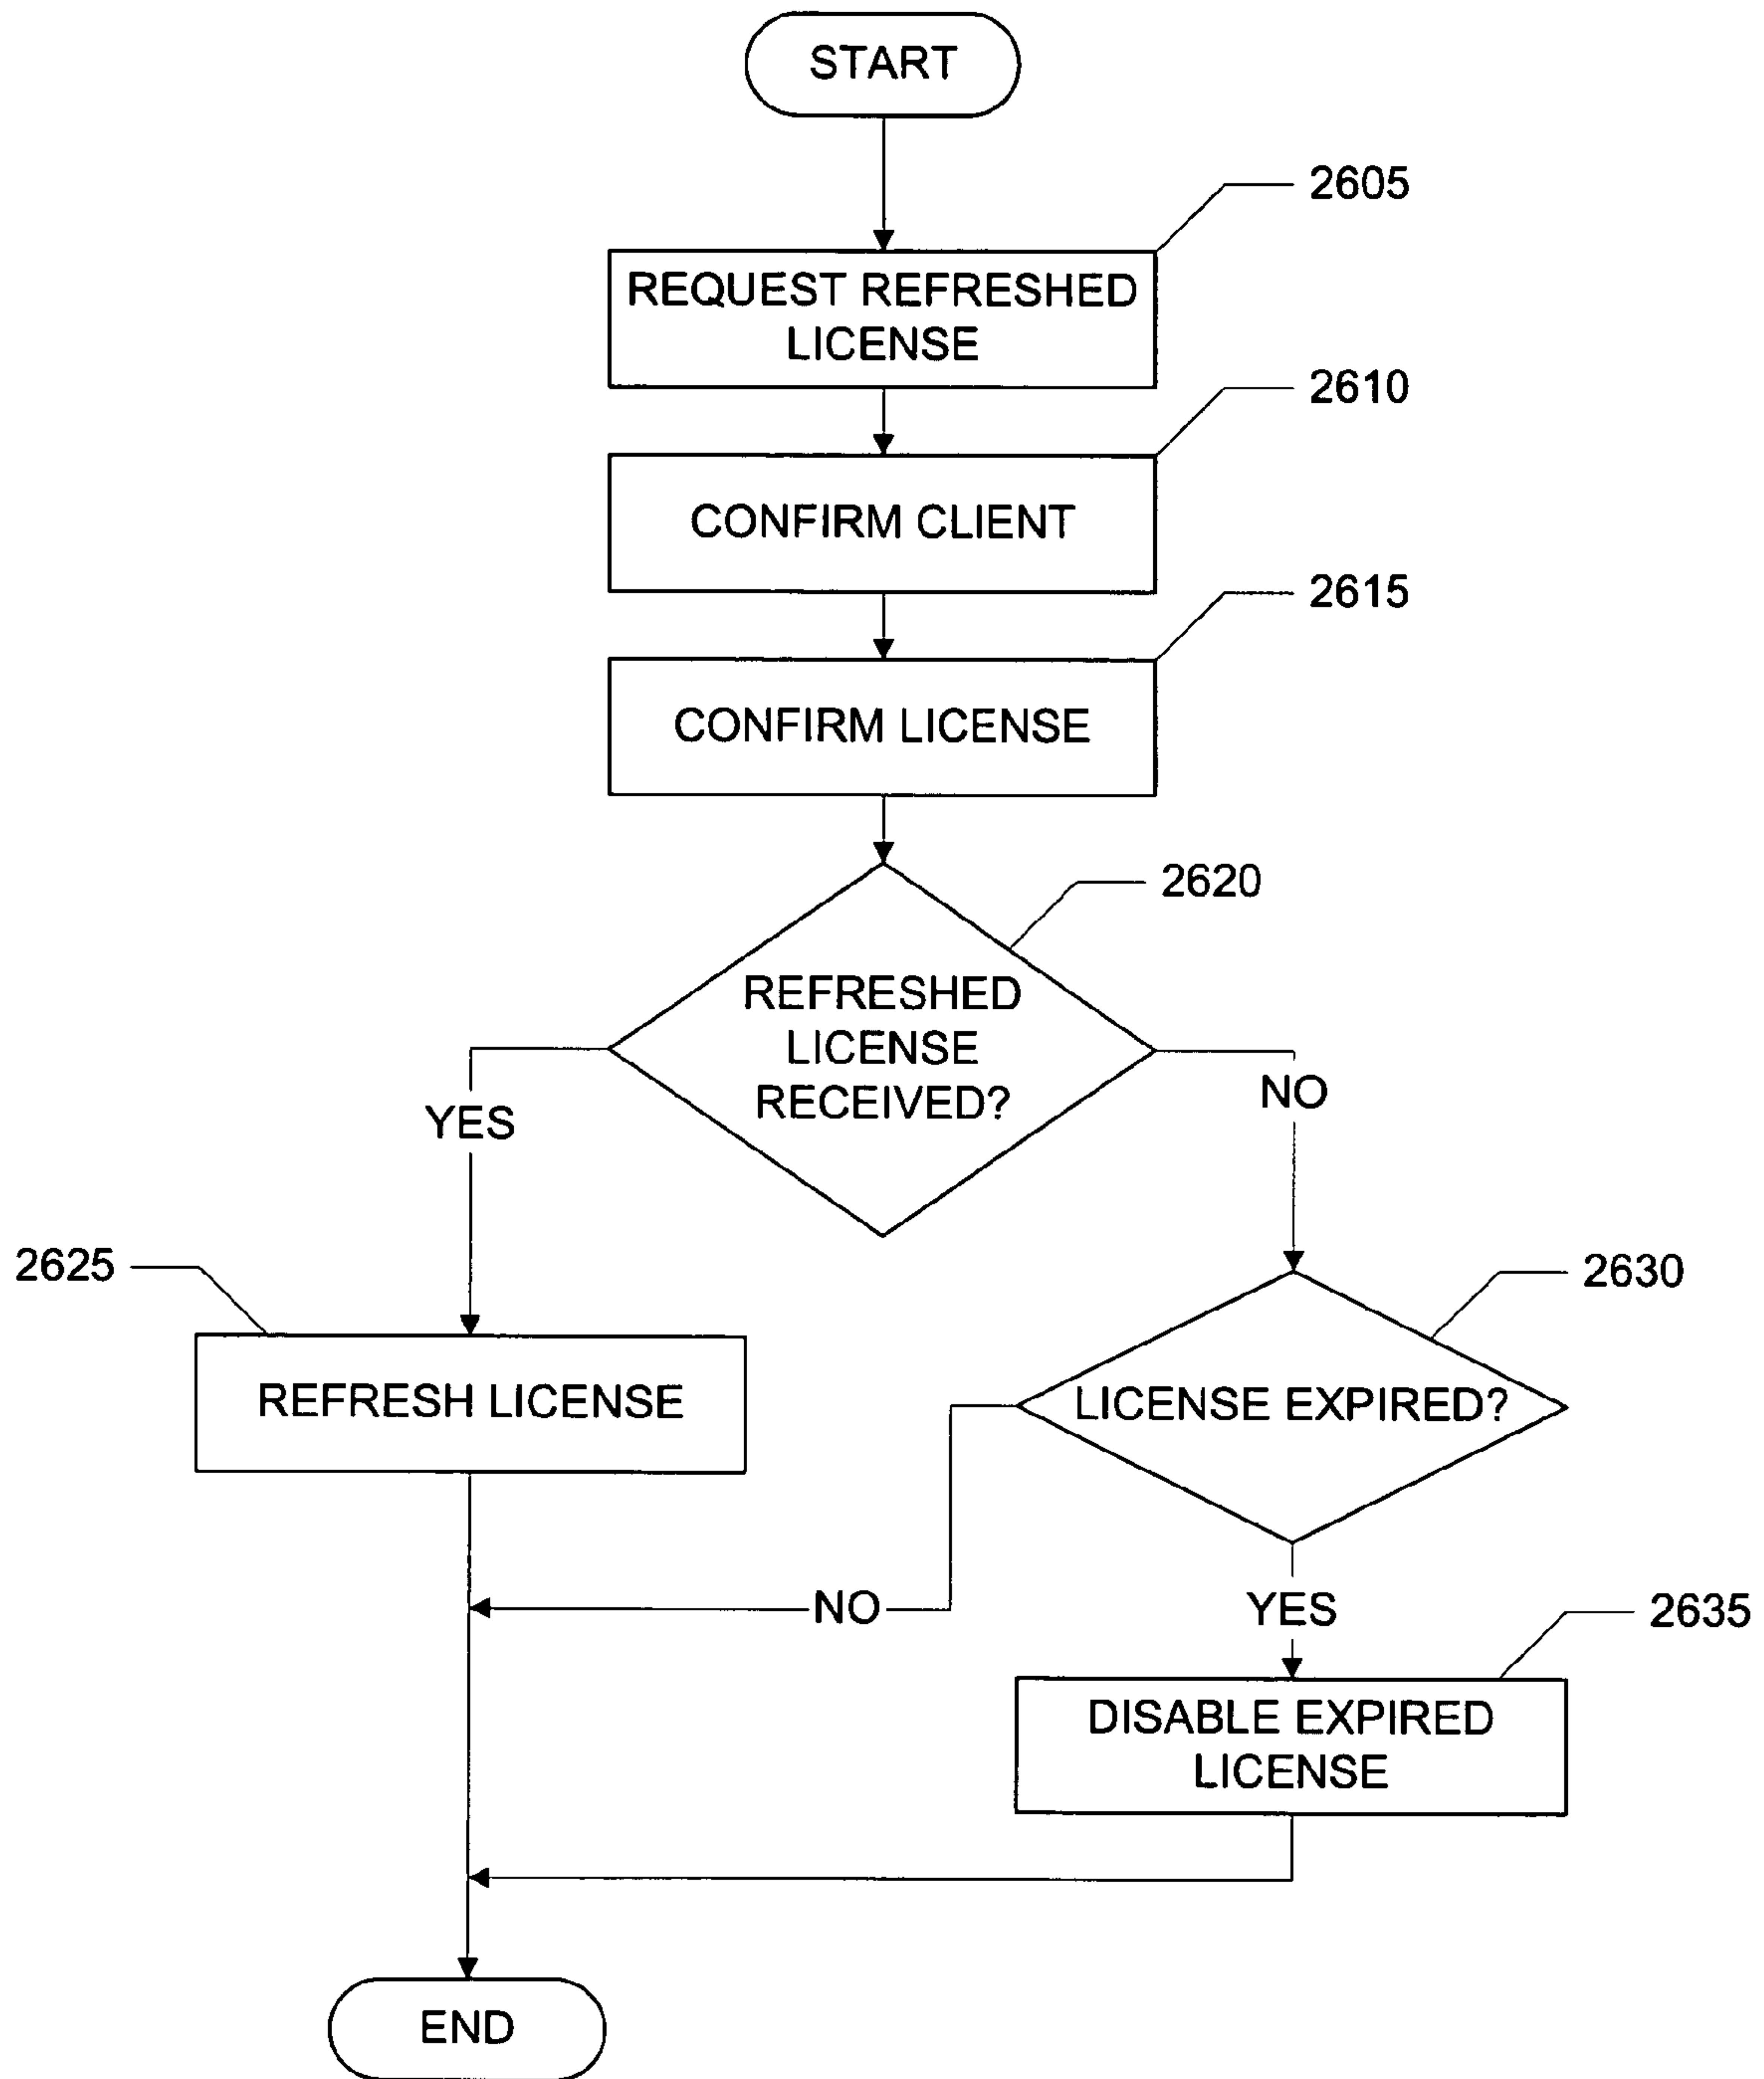 START
2605
REQUEST REFRESHED
LICENSE
2610
CONFIRM CLIENT
2615
CONFIRM LICENSE
2620
REFRESHED
LICENSE
RECEIVED?
YES
NO
2625
REFRESH LICENSE
2630
LICENSE EXPIRED?
NO
YES
2635
DISABLE EXPIRED
LICENSE
END